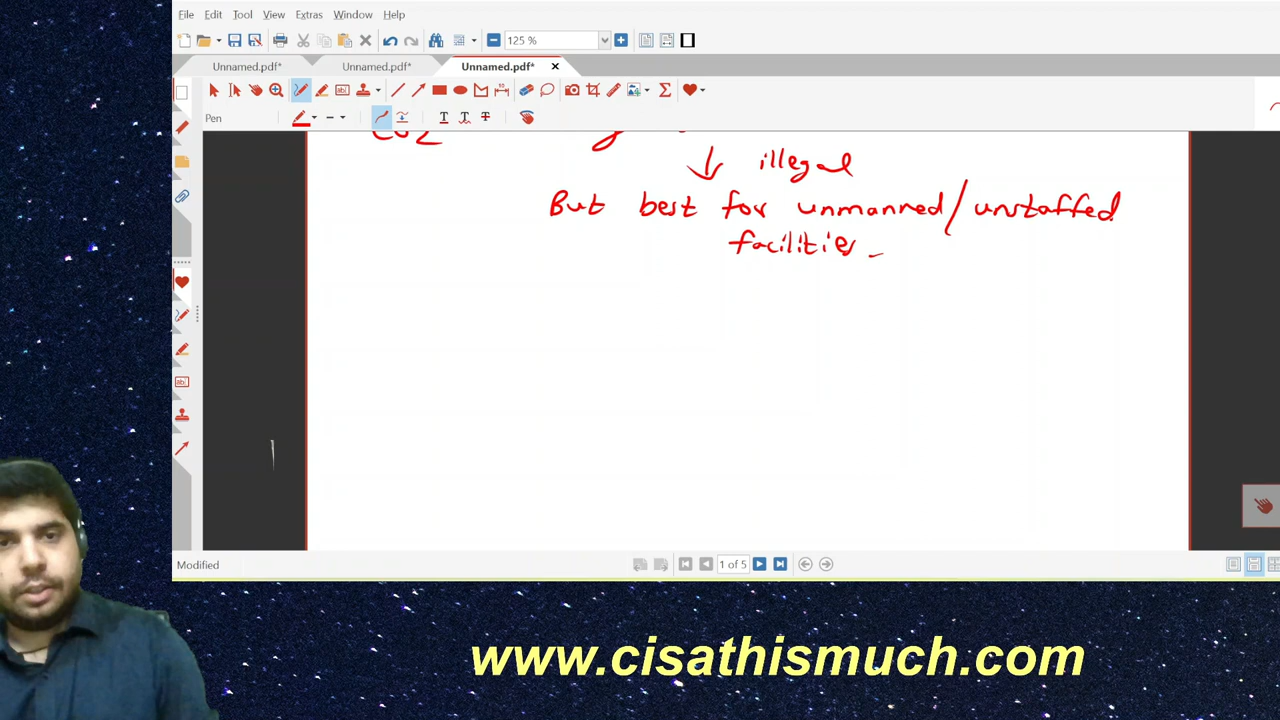 File Edit Tool View Extras Window Help
125 %
Unnamed.pdf* Unnamed.pdf* Unnamed.pdf*
Pen
CO2
illegal
But best for unmanned/unstaffed
facilities
Modified
1 of 5
www.cisathismuch.com